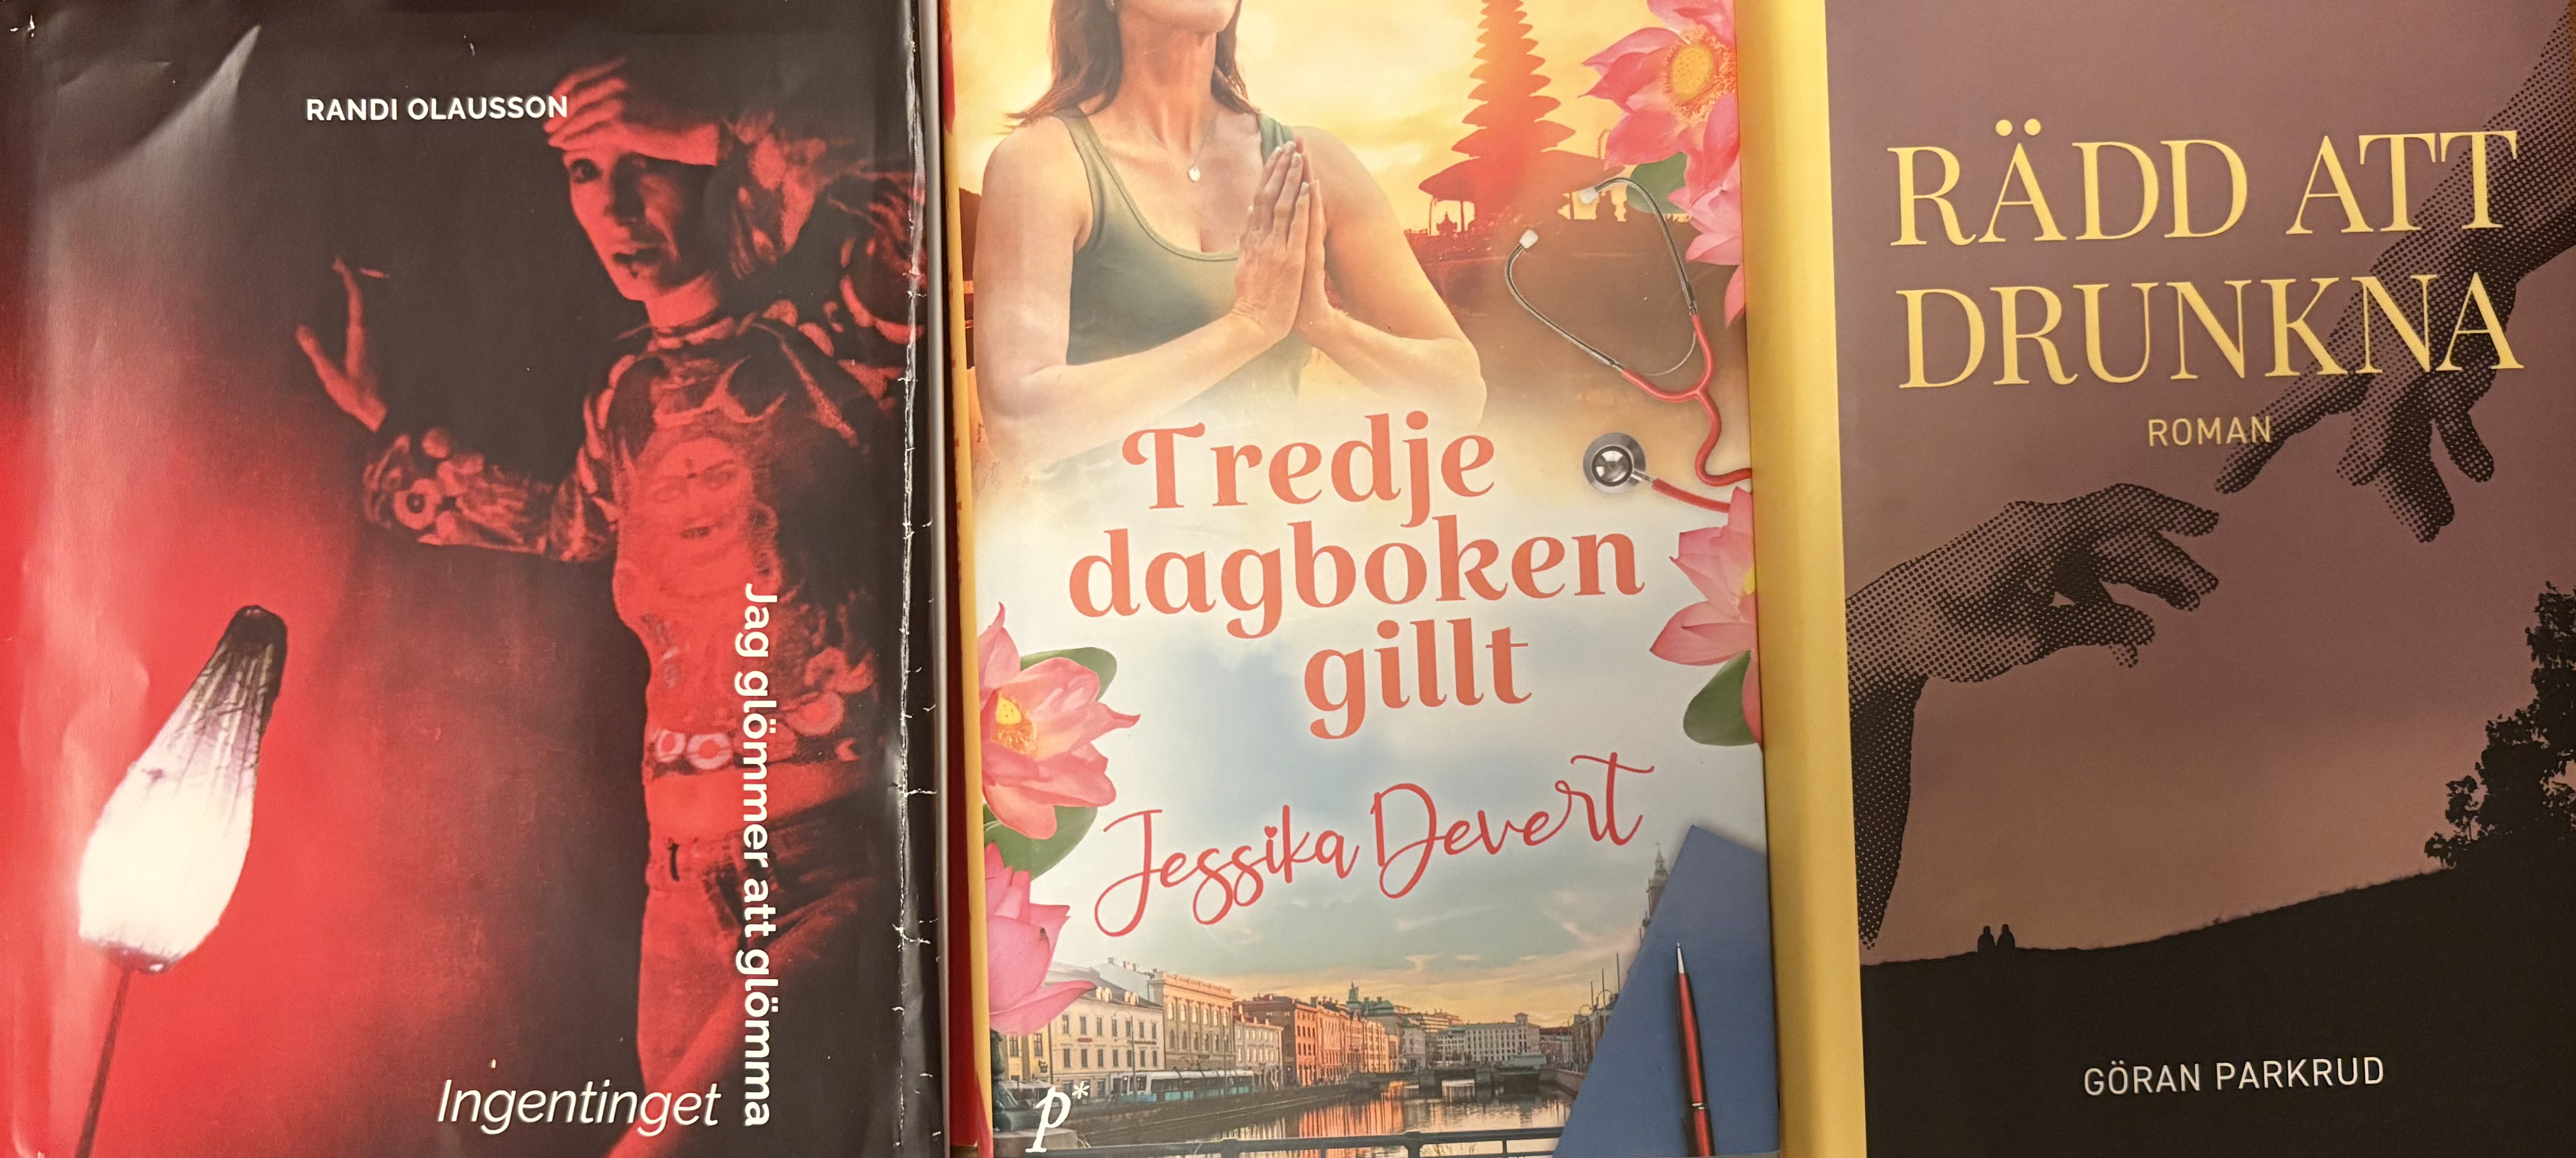 RANDI OLAUSSON
Jag glömmer att glömma
Ingentinget
Tredje
dagboken
gillt
Jessika Devert
p*
RÄDD ATT
DRUNKNA
ROMAN
GÖRAN PARKRUD